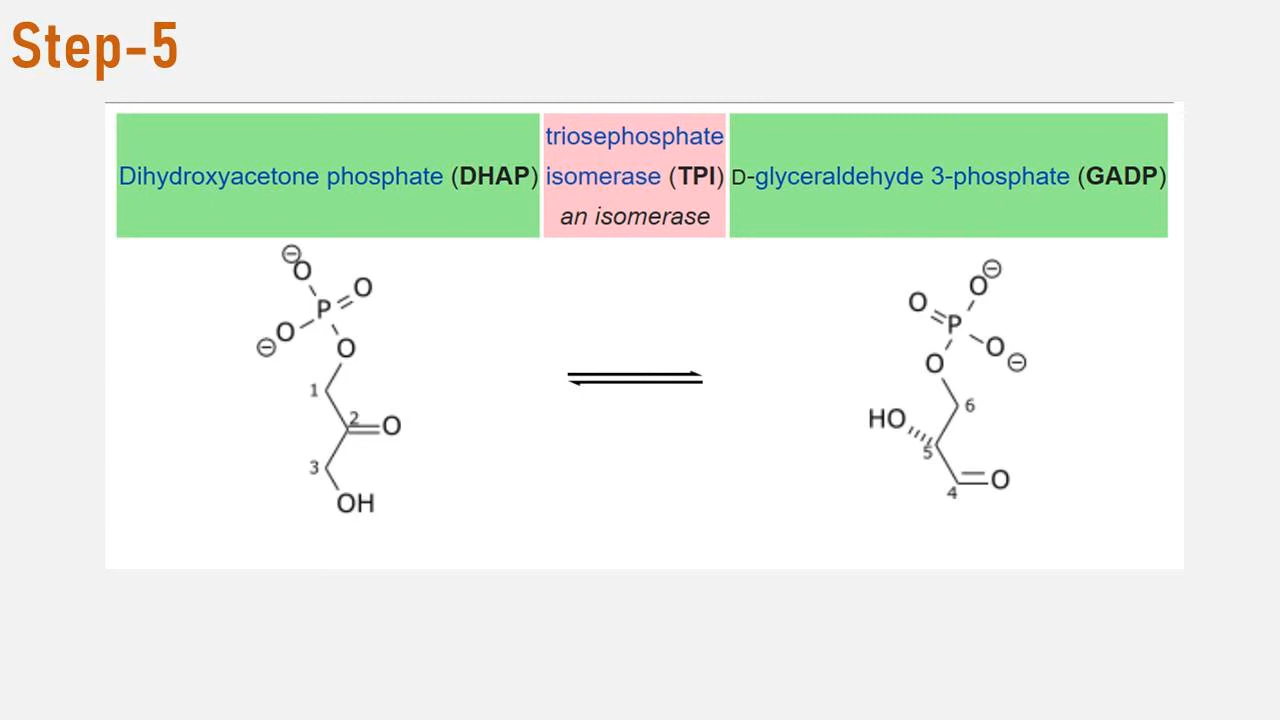 Step-5
triosephosphate
Dihydroxyacetone phosphate (DHAP) isomerase (TPI) D-glyceraldehyde 3-phosphate (GADP)
an isomerase
⊖
O
P
O
⊖
O
O
1
2
O
3
OH
⊖
O
O
P
O
⊖
O
6
HO
5
4
O